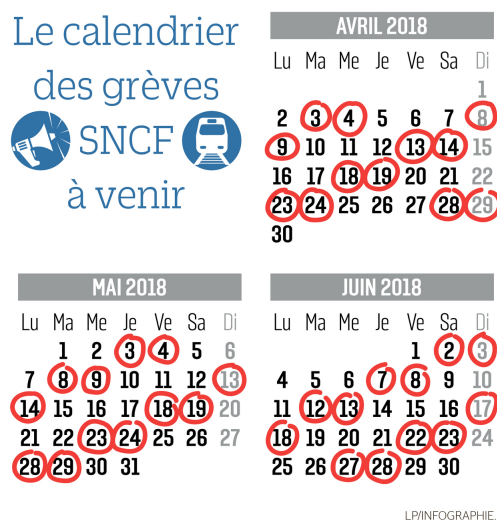 Le calendrier
des grèves
SNCF
à venir
AVRIL 2018
Lu Ma Me Je Ve Sa Di
1
2 3 4 5 6 7 8
9 10 11 12 13 14 15
16 17 18 19 20 21 22
23 24 25 26 27 28 29
30
MAI 2018
Lu Ma Me Je Ve Sa Di
1 2 3 4 5 6
7 8 9 10 11 12 13
14 15 16 17 18 19 20
21 22 23 24 25 26 27
28 29 30 31
JUIN 2018
Lu Ma Me Je Ve Sa Di
1 2 3
4 5 6 7 8 9 10
11 12 13 14 15 16 17
18 19 20 21 22 23 24
25 26 27 28 29 30
LP/INFOGRAPHIE.